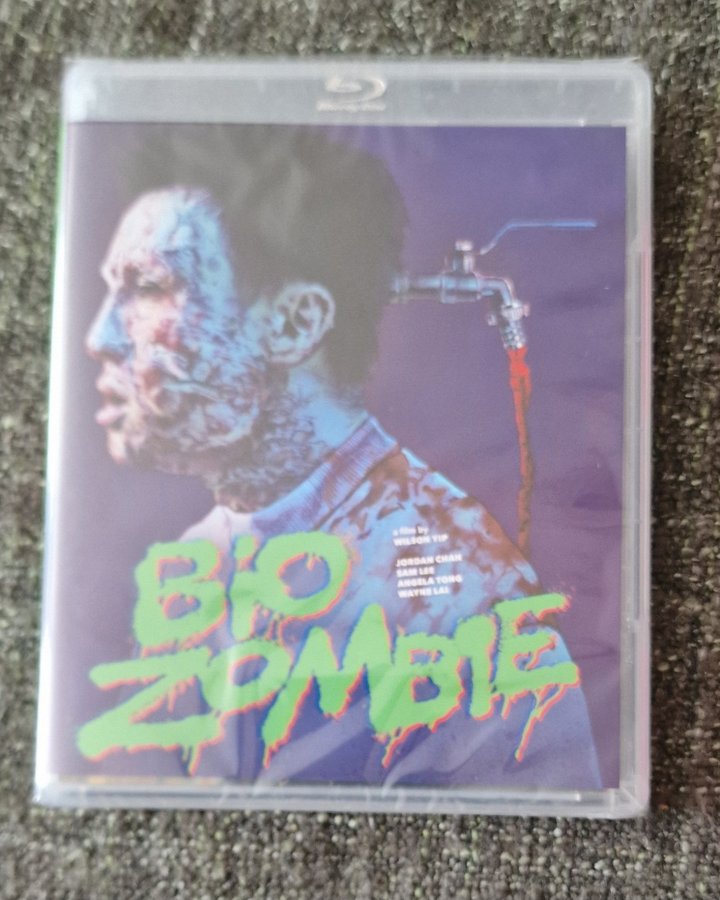 Blu-ray Disc
a film by
WILSON YIP
JORDAN CHAN
SAM LEE
ANGELA TONG
WAYNE LAI
BiO
ZOMBIE